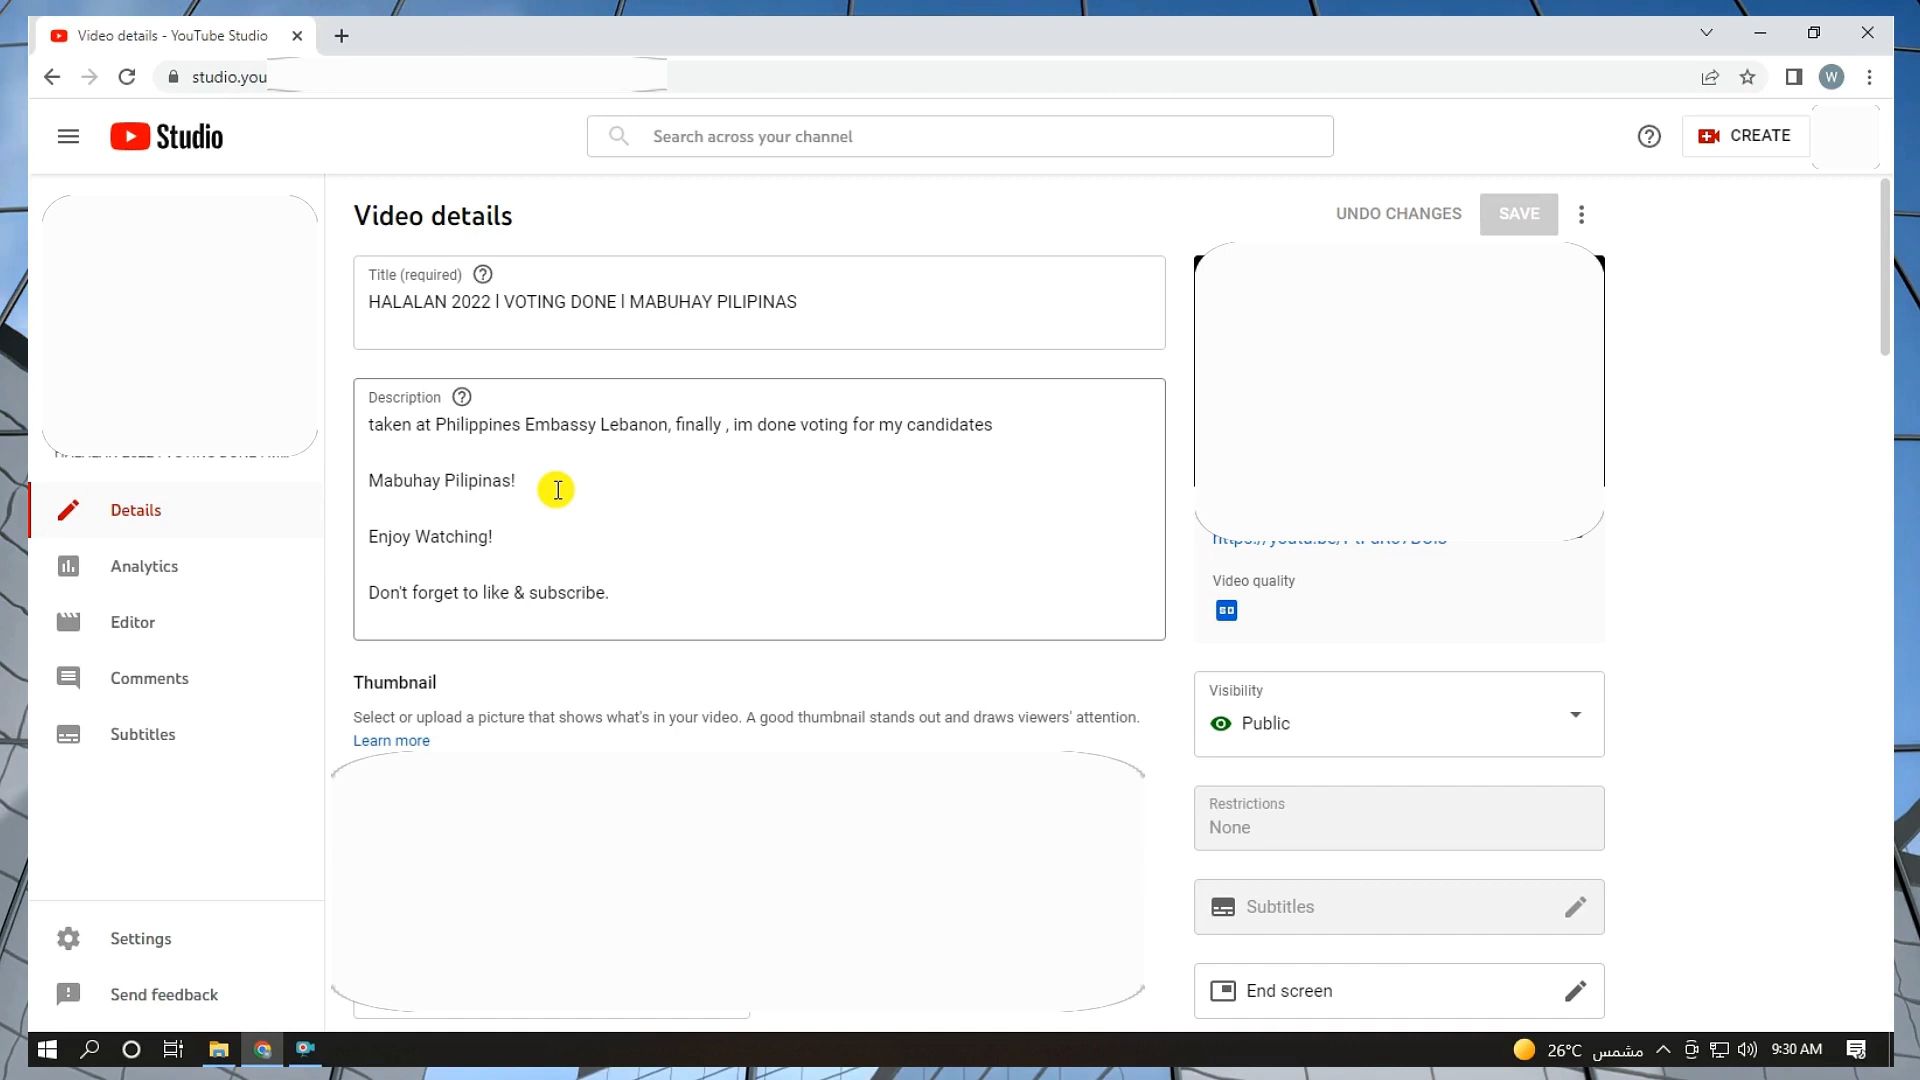 Video details - YouTube Studio
studio.you
W
Studio
Search across your channel
CREATE
Video details
UNDO CHANGES
SAVE
Title (required)
HALALAN 2022 l VOTING DONE l MABUHAY PILIPINAS
Description
taken at Philippines Embassy Lebanon, finally , im done voting for my candidates
Mabuhay Pilipinas!
Enjoy Watching!
Don't forget to like & subscribe.
Details
Analytics
Editor
Comments
Subtitles
Settings
Send feedback
Thumbnail
Select or upload a picture that shows what's in your video. A good thumbnail stands out and draws viewers' attention.
Learn more
Video quality
SD
Visibility
Public
Restrictions
None
Subtitles
End screen
26°C مشمس
9:30 AM